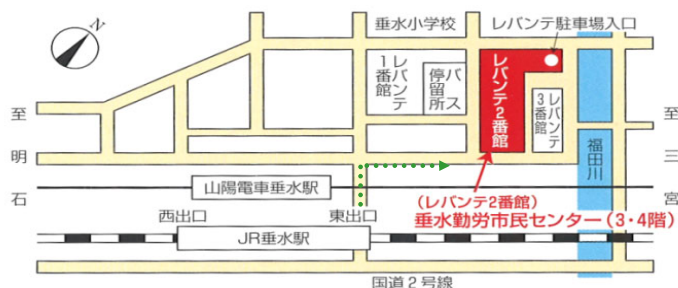 N
垂水小学校
レバンテ駐車場入口
レバンテ
1番館
バス
停留所
レバンテ2番館
レバンテ
3番館
福田川
至明石
至三宮
山陽電車垂水駅
(レバンテ2番館)
垂水勤労市民センター(3・4階)
西出口
東出口
JR垂水駅
国道2号線